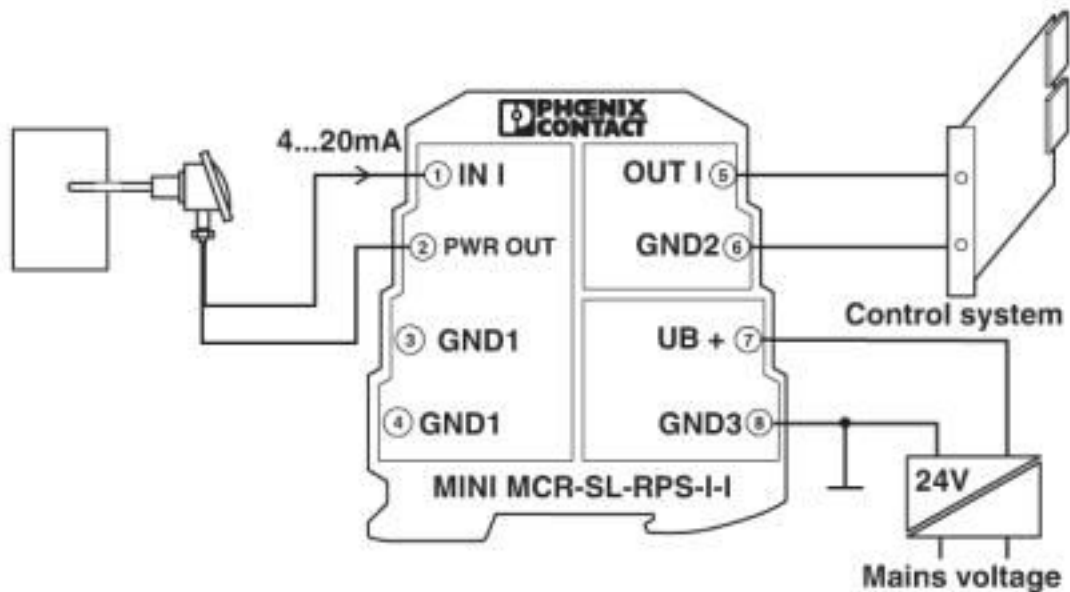 PHŒNIX
CONTACT
4...20mA
1 IN I
OUT I 5
2 PWR OUT
GND2 6
Control system
3 GND1
UB + 7
4 GND1
GND3 8
24V
MINI MCR-SL-RPS-I-I
Mains voltage